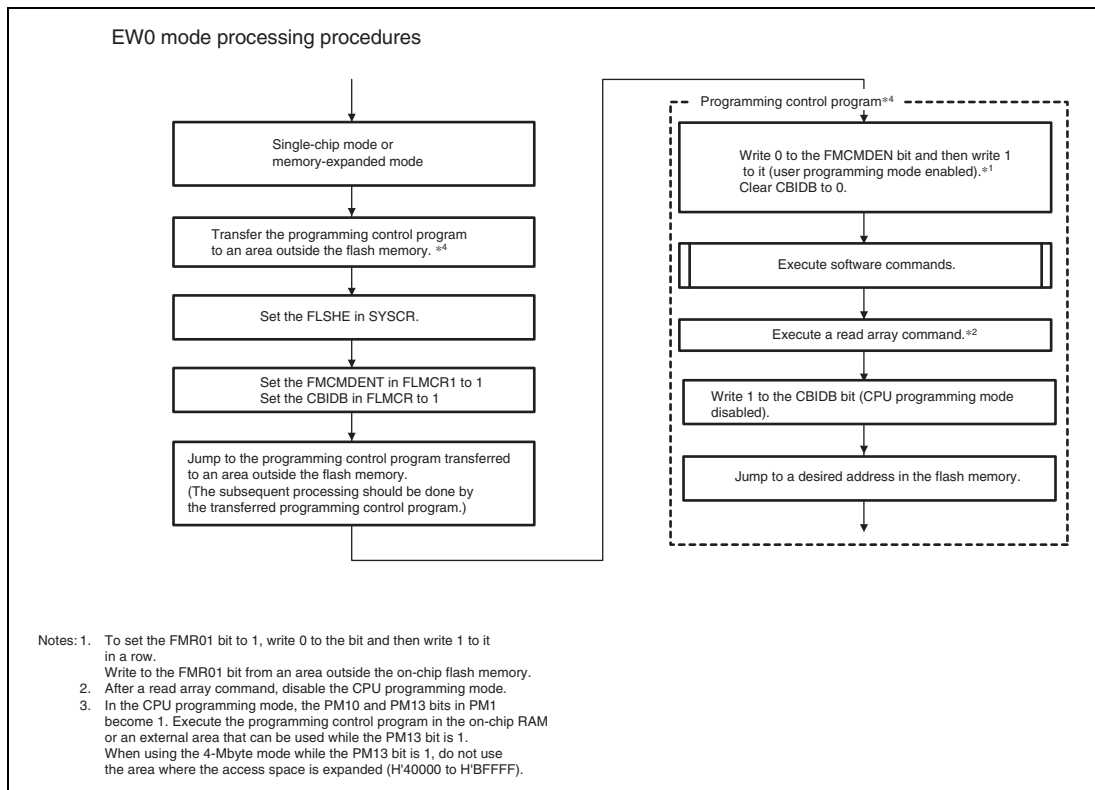 EW0 mode processing procedures
Single-chip mode or
memory-expanded mode
Transfer the programming control program
to an area outside the flash memory. *4
Set the FLSHE in SYSCR.
Set the FMCMDENT in FLMCR1 to 1
Set the CBIDB in FLMCR to 1
Jump to the programming control program transferred
to an area outside the flash memory.
(The subsequent processing should be done by
the transferred programming control program.)
Programming control program*4
Write 0 to the FMCMDEN bit and then write 1
to it (user programming mode enabled).*1
Clear CBIDB to 0.
Execute software commands.
Execute a read array command.*2
Write 1 to the CBIDB bit (CPU programming mode
disabled).
Jump to a desired address in the flash memory.
Notes: 1. To set the FMR01 bit to 1, write 0 to the bit and then write 1 to it
in a row.
Write to the FMR01 bit from an area outside the on-chip flash memory.
2. After a read array command, disable the CPU programming mode.
3. In the CPU programming mode, the PM10 and PM13 bits in PM1
become 1. Execute the programming control program in the on-chip RAM
or an external area that can be used while the PM13 bit is 1.
When using the 4-Mbyte mode while the PM13 bit is 1, do not use
the area where the access space is expanded (H'40000 to H'BFFFF).